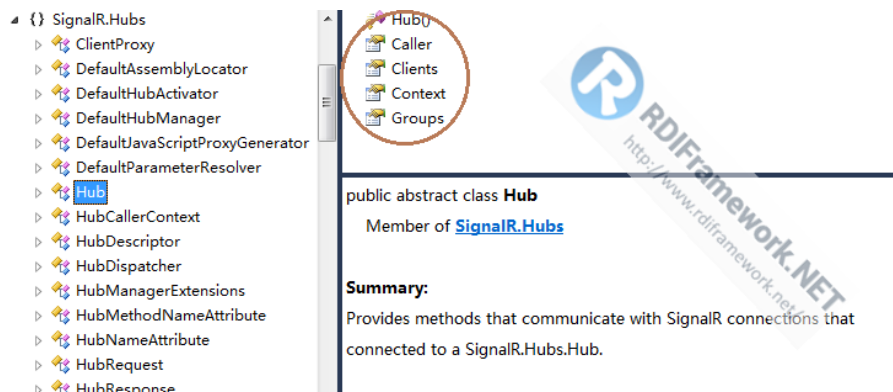 {} SignalR.Hubs
ClientProxy
DefaultAssemblyLocator
DefaultHubActivator
DefaultHubManager
DefaultJavaScriptProxyGenerator
DefaultParameterResolver
Hub
HubCallerContext
HubDescriptor
HubDispatcher
HubManagerExtensions
HubMethodNameAttribute
HubNameAttribute
HubRequest
HubResponse
Hub()
Caller
Clients
Context
Groups
public abstract class Hub
Member of SignalR.Hubs
Summary:
Provides methods that communicate with SignalR connections that
connected to a SignalR.Hubs.Hub.
R
RDIFramework.NET
http://www.rdiframework.net/